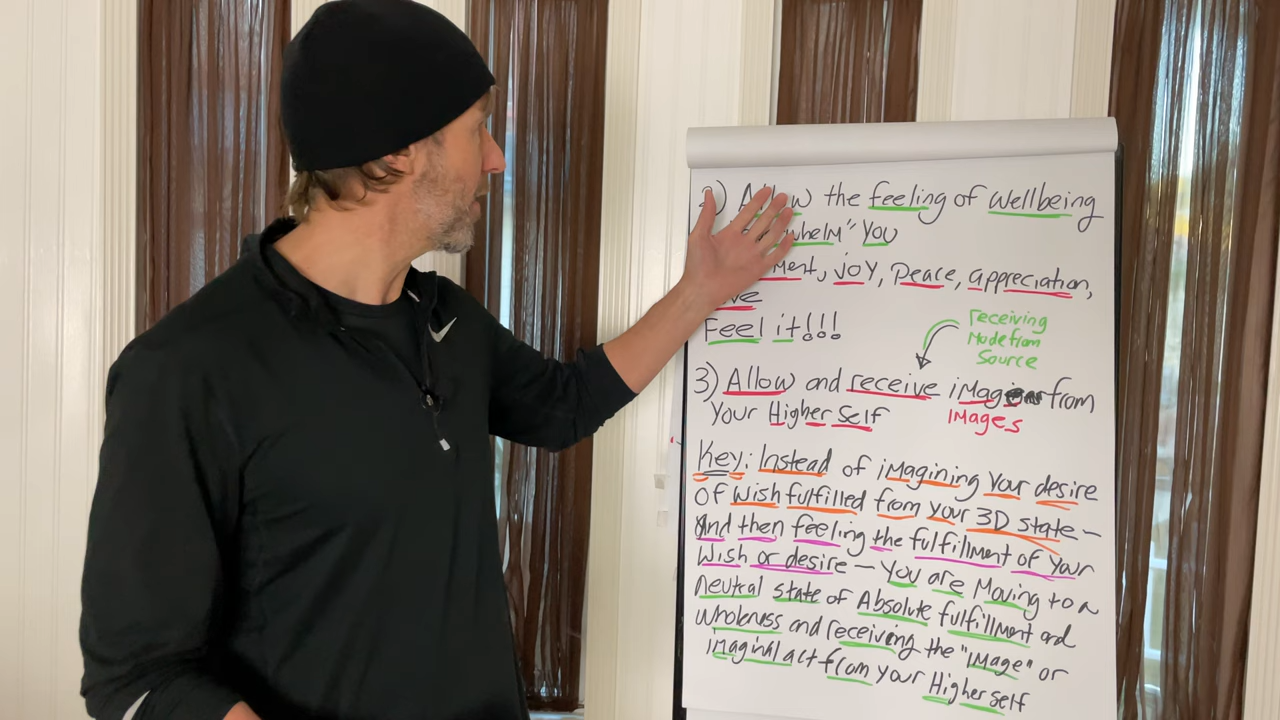 2) Allow the feeling of wellbeing
whelm" You
ment, joy, peace, appreciation,
Feel it!!!
receiving
Mode from
Source
3) Allow and receive imag from
Your Higher Self
images
Key: Instead of imagining Your desire
of wish fulfilled from your 3D state –
And then feeling the fulfillment of Your
wish or desire – You are Moving to a
Neutral state of Absolute fulfillment and
wholeness and receiving the "image" or
imaginal act from your Higher self